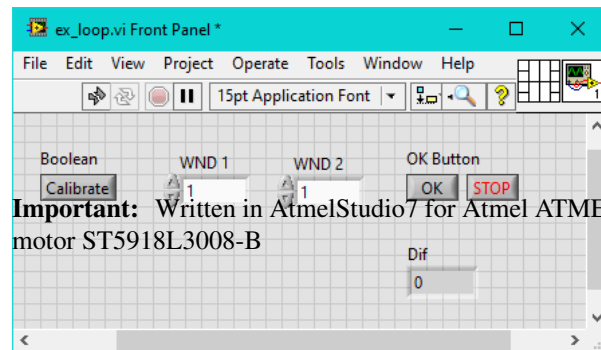 ex_loop.vi Front Panel *
File Edit View Project Operate Tools Window Help
15pt Application Font
1
Boolean WND 1 WND 2 OK Button
Calibrate 1 1 OK STOP
Important: Written in AtmelStudio7 for Atmel ATME
motor ST5918L3008-B
Dif
0